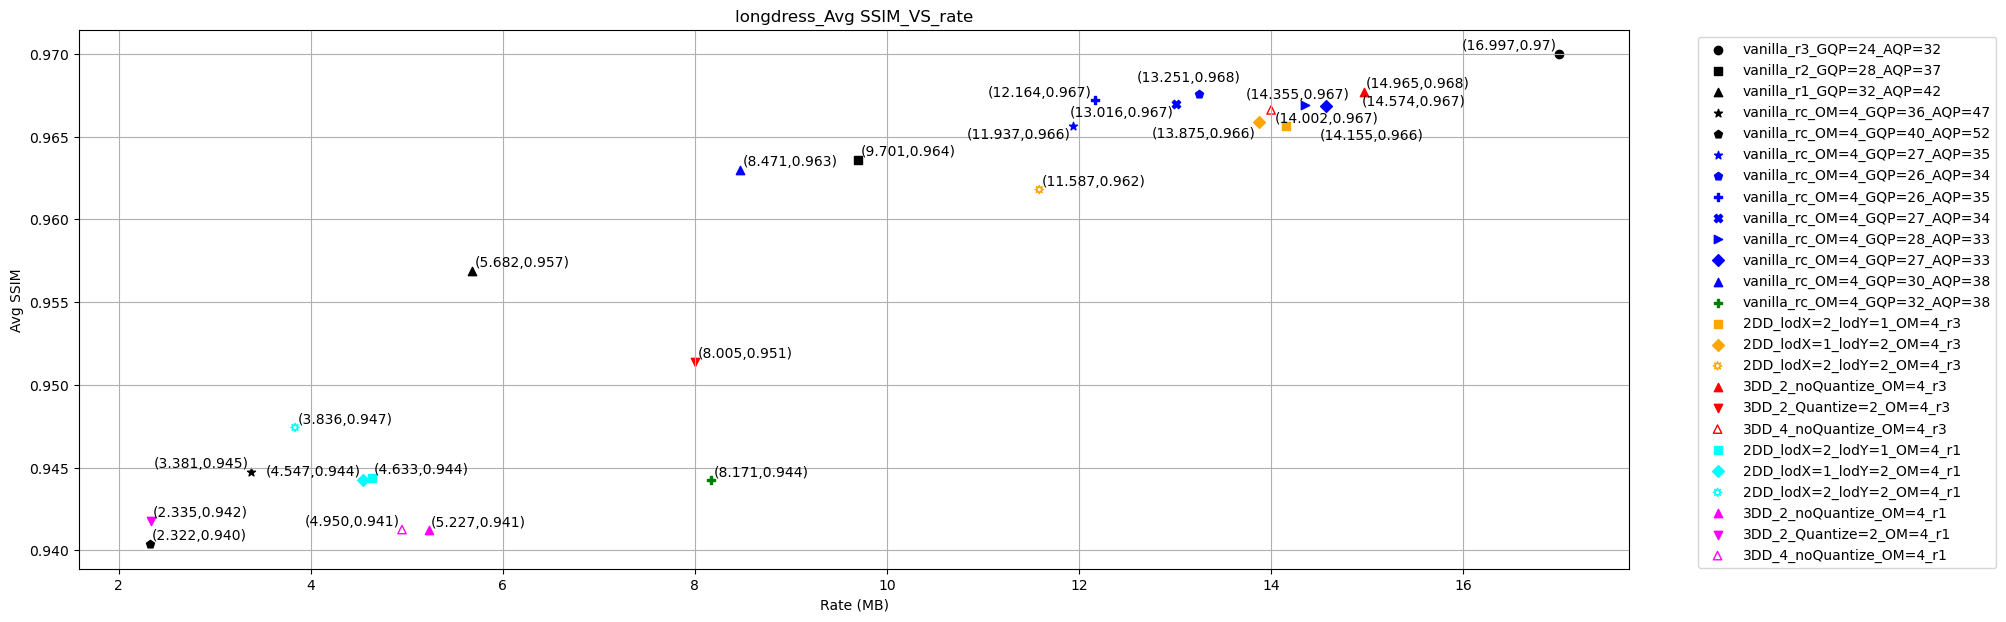 longdress_Avg SSIM_VS_rate
Avg SSIM
0.970
0.965
0.960
0.955
0.950
0.945
0.940
(16.997,0.97)
(13.251,0.968)
(14.965,0.968)
(12.164,0.967)
(14.355,0.967)
(14.574,0.967)
(13.016,0.967)
(14.002,0.967)
(11.937,0.966)
(13.875,0.966)
(14.155,0.966)
(9.701,0.964)
(8.471,0.963)
(11.587,0.962)
(5.682,0.957)
(8.005,0.951)
(3.836,0.947)
(3.381,0.945)
(4.547,0.944)
(4.633,0.944)
(8.171,0.944)
(2.335,0.942)
(4.950,0.941)
(5.227,0.941)
(2.322,0.940)
2
4
6
8
10
12
14
16
Rate (MB)
vanilla_r3_GQP=24_AQP=32
vanilla_r2_GQP=28_AQP=37
vanilla_r1_GQP=32_AQP=42
vanilla_rc_OM=4_GQP=36_AQP=47
vanilla_rc_OM=4_GQP=40_AQP=52
vanilla_rc_OM=4_GQP=27_AQP=35
vanilla_rc_OM=4_GQP=26_AQP=34
vanilla_rc_OM=4_GQP=26_AQP=35
vanilla_rc_OM=4_GQP=27_AQP=34
vanilla_rc_OM=4_GQP=28_AQP=33
vanilla_rc_OM=4_GQP=27_AQP=33
vanilla_rc_OM=4_GQP=30_AQP=38
vanilla_rc_OM=4_GQP=32_AQP=38
2DD_lodX=2_lodY=1_OM=4_r3
2DD_lodX=1_lodY=2_OM=4_r3
2DD_lodX=2_lodY=2_OM=4_r3
3DD_2_noQuantize_OM=4_r3
3DD_2_Quantize=2_OM=4_r3
3DD_4_noQuantize_OM=4_r3
2DD_lodX=2_lodY=1_OM=4_r1
2DD_lodX=1_lodY=2_OM=4_r1
2DD_lodX=2_lodY=2_OM=4_r1
3DD_2_noQuantize_OM=4_r1
3DD_2_Quantize=2_OM=4_r1
3DD_4_noQuantize_OM=4_r1